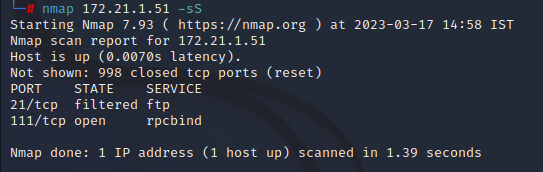 └─# nmap 172.21.1.51 -sS
Starting Nmap 7.93 ( https://nmap.org ) at 2023-03-17 14:58 IST
Nmap scan report for 172.21.1.51
Host is up (0.0070s latency).
Not shown: 998 closed tcp ports (reset)
PORT    STATE    SERVICE
21/tcp  filtered ftp
111/tcp open     rpcbind

Nmap done: 1 IP address (1 host up) scanned in 1.39 seconds